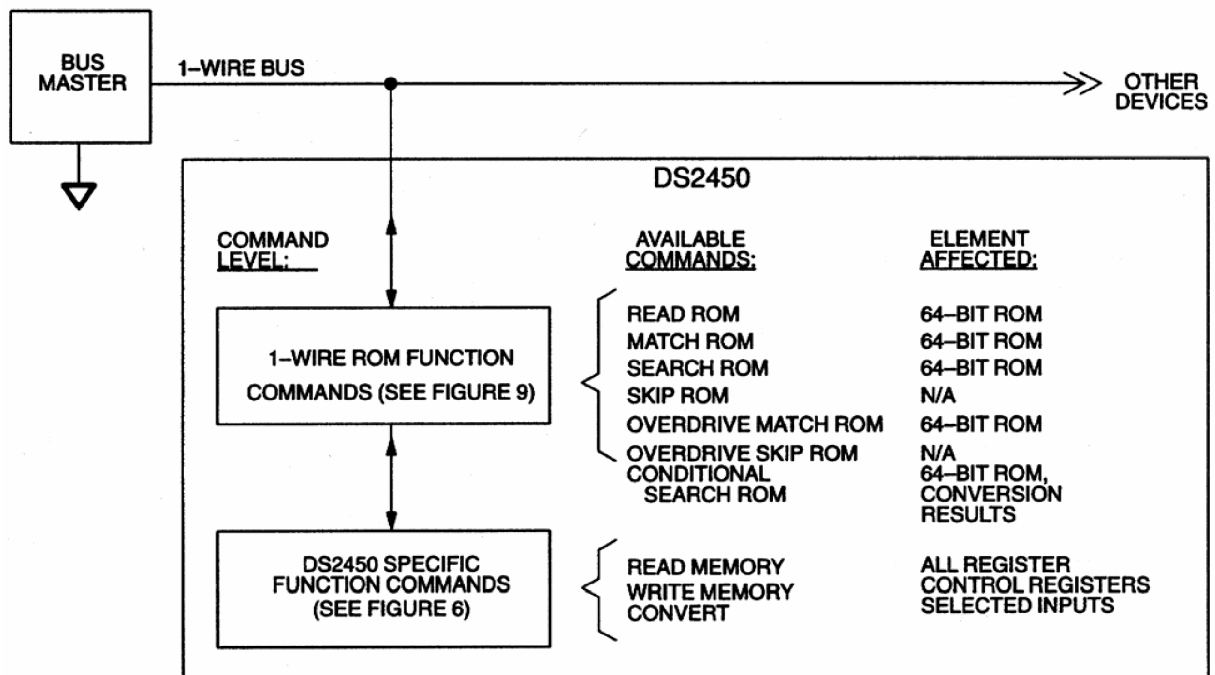 BUS
MASTER
1–WIRE BUS
OTHER
DEVICES
DS2450
COMMAND
LEVEL:
AVAILABLE
COMMANDS:
ELEMENT
AFFECTED:
1–WIRE ROM FUNCTION
COMMANDS (SEE FIGURE 9)
READ ROM 64–BIT ROM
MATCH ROM 64–BIT ROM
SEARCH ROM 64–BIT ROM
SKIP ROM N/A
OVERDRIVE MATCH ROM 64–BIT ROM
OVERDRIVE SKIP ROM N/A
CONDITIONAL 64–BIT ROM,
SEARCH ROM CONVERSION
RESULTS
DS2450 SPECIFIC
FUNCTION COMMANDS
(SEE FIGURE 6)
READ MEMORY ALL REGISTER
WRITE MEMORY CONTROL REGISTERS
CONVERT SELECTED INPUTS